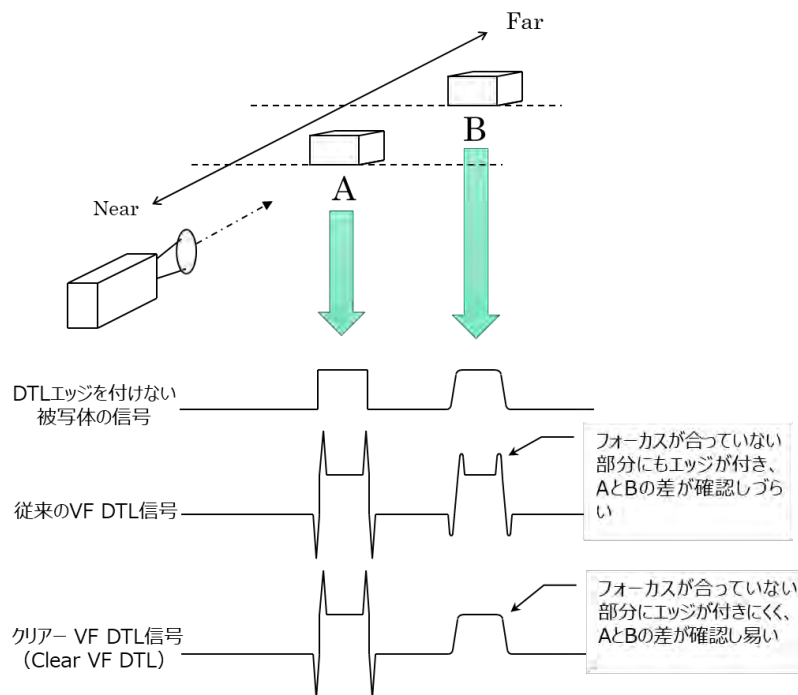 Far
B
A
Near
DTLエッジを付けない
被写体の信号
フォーカスが合っていない
部分にもエッジが付き、
AとBの差が確認しづら
い
従来のVF DTL信号
フォーカスが合っていない
部分にエッジが付きにくく、
AとBの差が確認し易い
クリアー VF DTL信号
（Clear VF DTL）